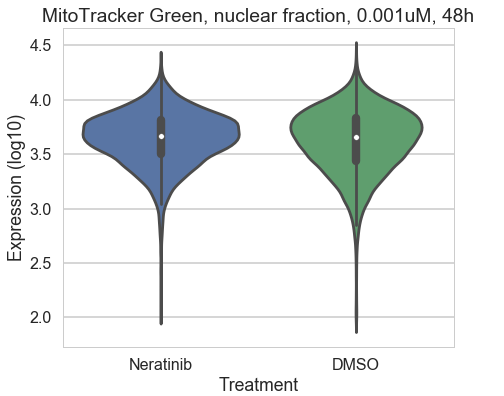 MitoTracker Green, nuclear fraction, 0.001uM, 48h
4.5
4.0
3.5
3.0
2.5
2.0
Expression (log10)
Neratinib
DMSO
Treatment